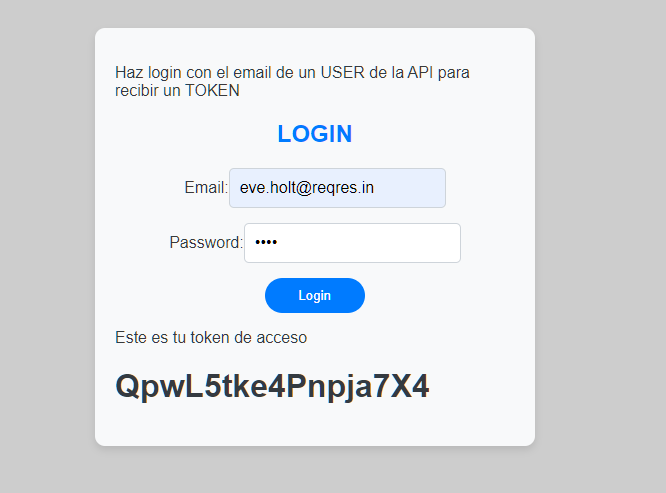 Haz login con el email de un USER de la API para
recibir un TOKEN
LOGIN
Email: eve.holt@reqres.in
Password: ••••
Login
Este es tu token de acceso
QpwL5tke4Pnpja7X4